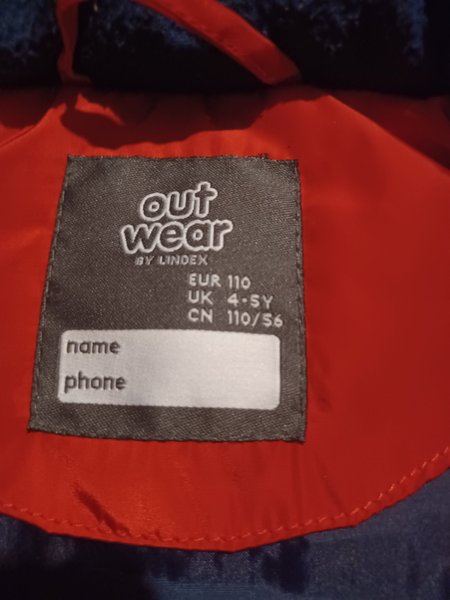 out
wear
BY LINDEX
EUR 110
UK 4-5Y
CN 110/56
name
phone